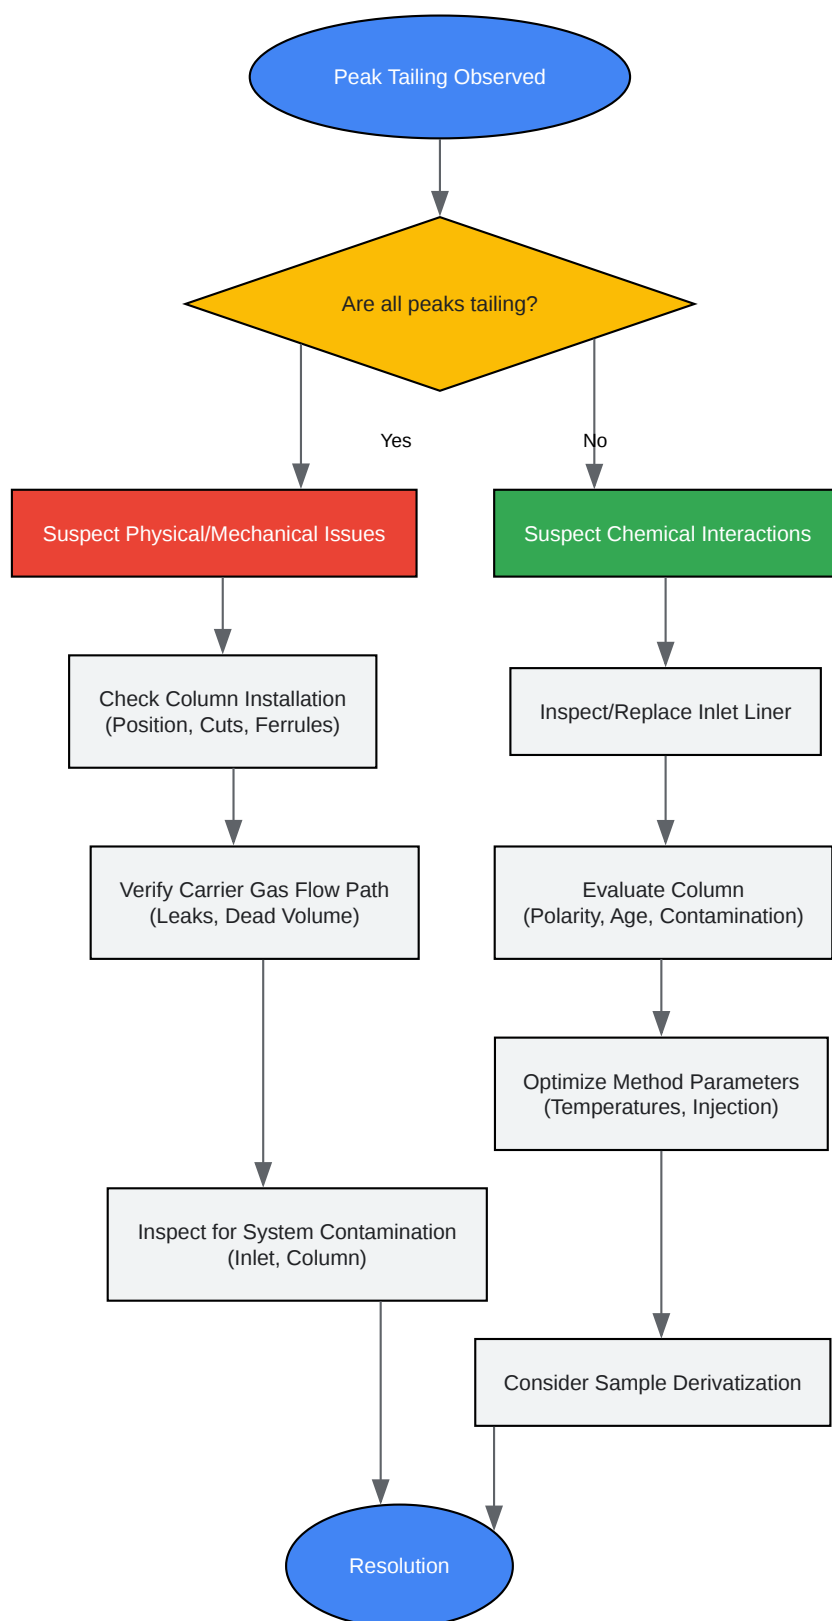 Peak Tailing Observed
Are all peaks tailing?
Yes
No
Suspect Physical/Mechanical Issues
Suspect Chemical Interactions
Check Column Installation
(Position, Cuts, Ferrules)
Inspect/Replace Inlet Liner
Verify Carrier Gas Flow Path
(Leaks, Dead Volume)
Evaluate Column
(Polarity, Age, Contamination)
Optimize Method Parameters
(Temperatures, Injection)
Inspect for System Contamination
(Inlet, Column)
Consider Sample Derivatization
Resolution